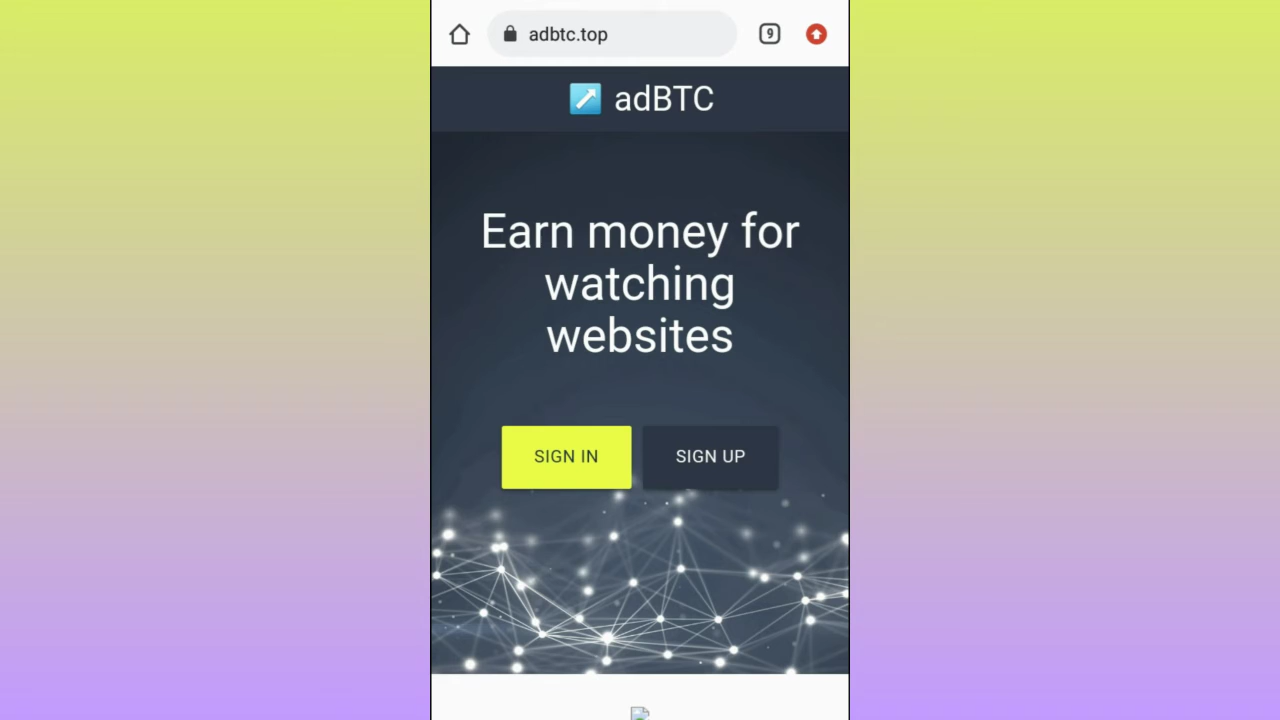 adbtc.top
9
adBTC
Earn money for
watching
websites
SIGN IN
SIGN UP